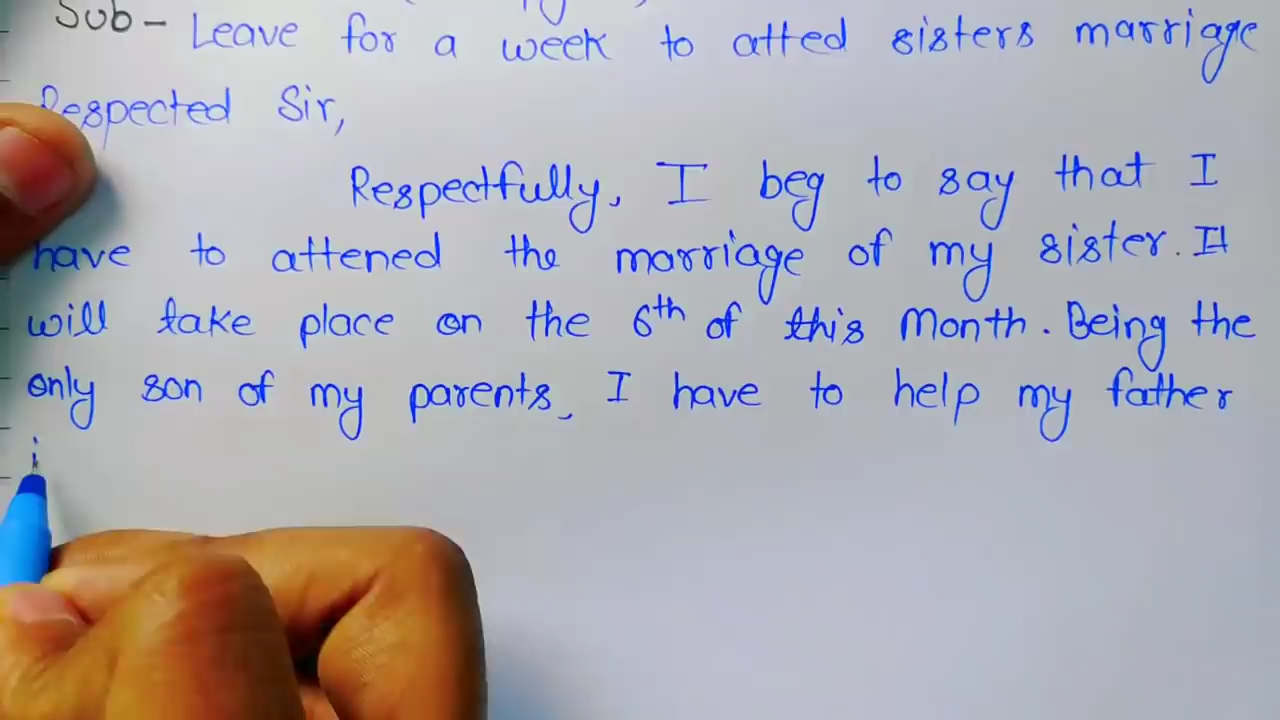 Sub- Leave for a week to atted sisters marriage
Respected Sir,
Respectfully, I beg to say that I
have to attened the marriage of my sister. It
will take place on the 6th of this Month. Being the
only son of my parents, I have to help my father
i